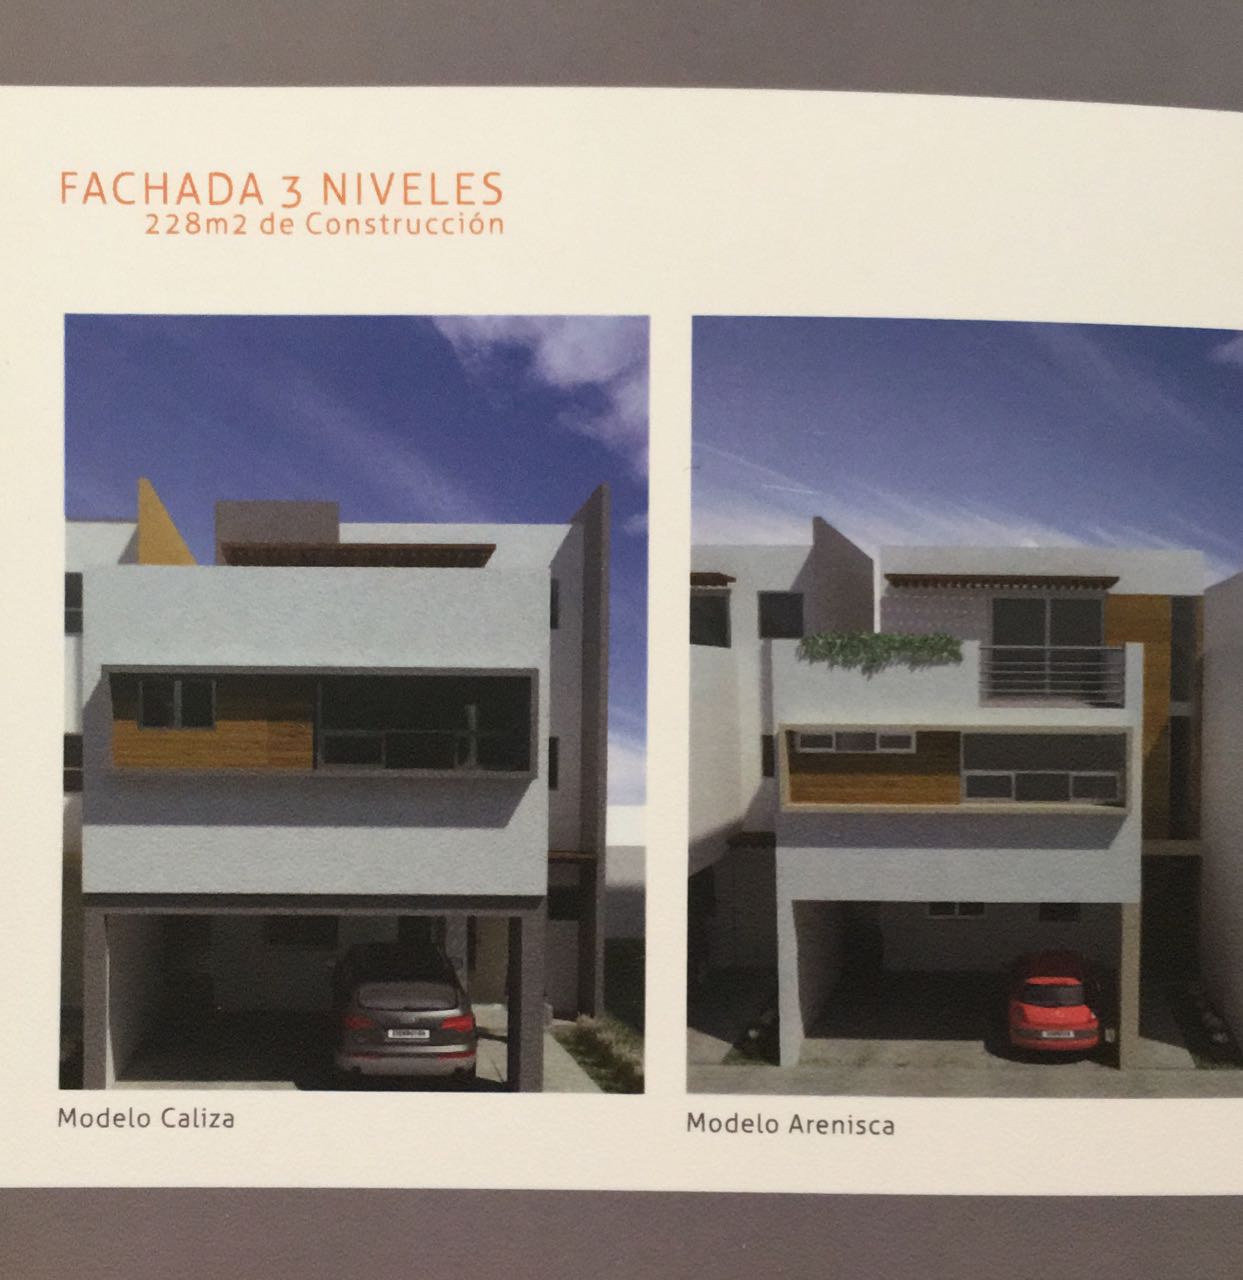 FACHADA 3 NIVELES
228m2 de Construcción
Modelo Caliza
Modelo Arenisca